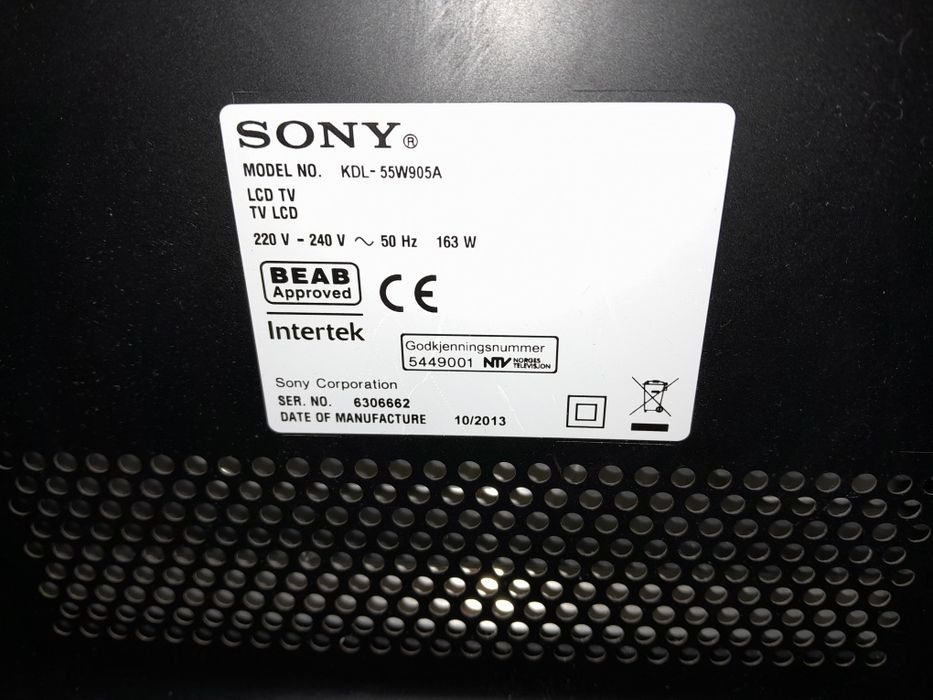 SONY®
MODEL NO. KDL-55W905A
LCD TV
TV LCD
220 V - 240 V ~ 50 Hz 163 W
BEAB
Approved
CE
Intertek
Godkjenningsnummer
5449001 NTV NORGES TELEVISJON
Sony Corporation
SER. NO. 6306662
DATE OF MANUFACTURE 10/2013